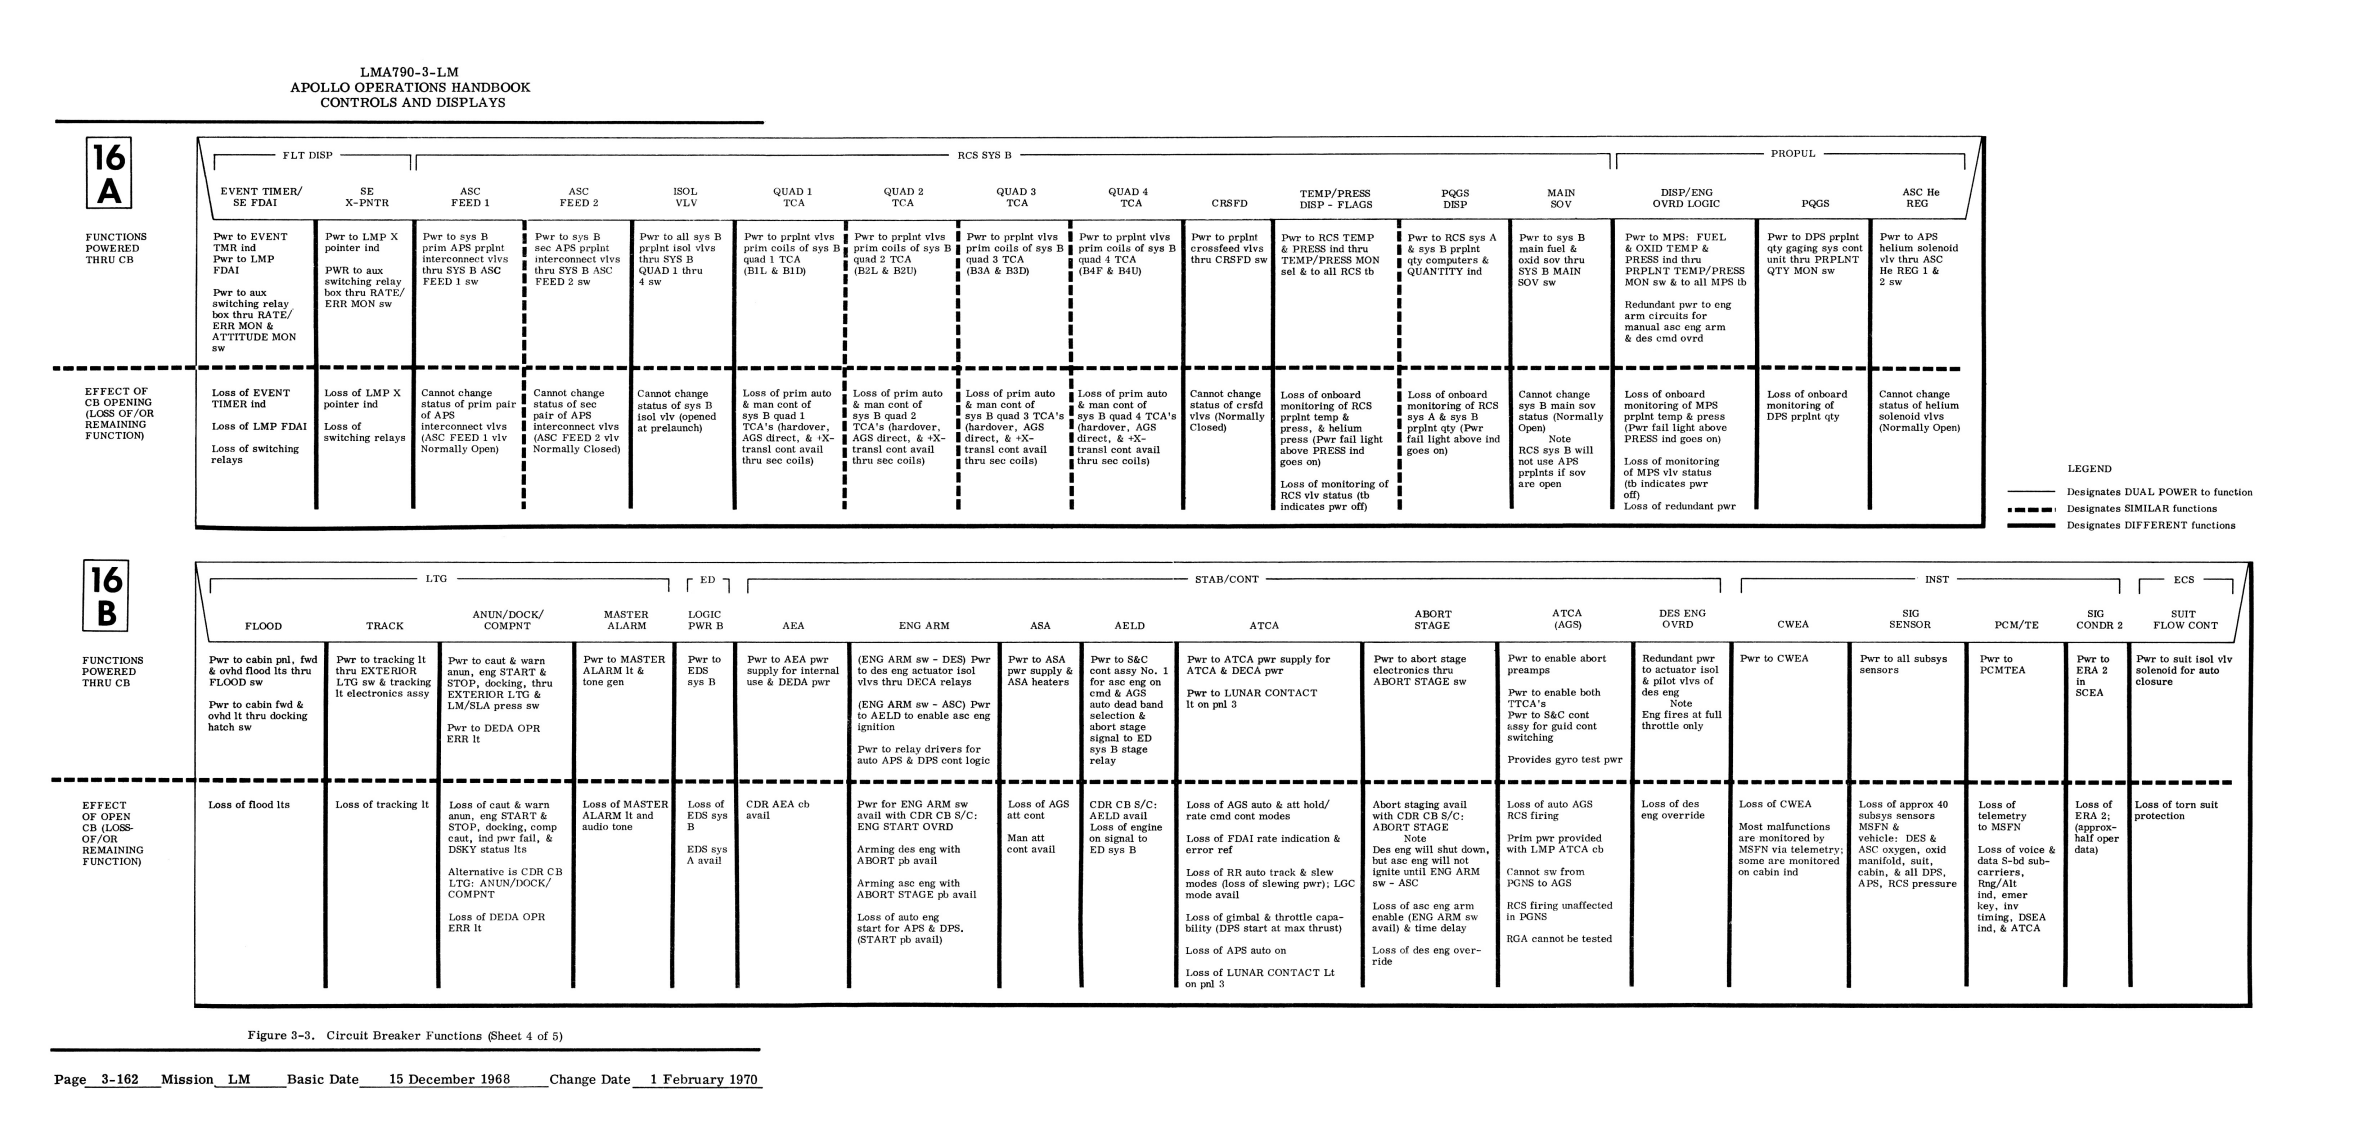 LMA790-3-LM
APOLLO OPERATIONS HANDBOOK
CONTROLS AND DISPLAYS
16
A
FLT DISP
RCS SYS B
PROPUL
EVENT TIMER/
SE FDAI
SE
X-PNTR
ASC
FEED 1
ASC
FEED 2
ISOL
VLV
QUAD 1
TCA
QUAD 2
TCA
QUAD 3
TCA
QUAD 4
TCA
CRSFD
TEMP/PRESS
DISP - FLAGS
PQGS
DISP
MAIN
SOV
DISP/ENG
OVRD LOGIC
PQGS
ASC He
REG
FUNCTIONS
POWERED
THRU CB
Pwr to EVENT
TMR ind
Pwr to LMP
FDAI
Pwr to aux
switching relay
box thru RATE/
ERR MON &
ATTITUDE MON
sw
Pwr to LMP X
pointer ind
PWR to aux
switching relay
box thru RATE/
ERR MON sw
Pwr to sys B
prim APS prplnt
interconnect vlvs
thru SYS B ASC
FEED 1 sw
Pwr to sys B
sec APS prplnt
interconnect vlvs
thru SYS B ASC
FEED 2 sw
Pwr to all sys B
prplnt isol vlvs
thru SYS B
QUAD 1 thru
4 sw
Pwr to prplnt vlvs
prim coils of sys B
quad 1 TCA
(B1L & B1D)
Pwr to prplnt vlvs
prim coils of sys B
quad 2 TCA
(B2L & B2U)
Pwr to prplnt vlvs
prim coils of sys B
quad 3 TCA
(B3A & B3D)
Pwr to prplnt vlvs
prim coils of sys B
quad 4 TCA
(B4F & B4U)
Pwr to prplnt
crossfeed vlvs
thru CRSFD sw
Pwr to RCS TEMP
& PRESS ind thru
TEMP/PRESS MON
sel & to all RCS tb
Pwr to RCS sys A
& sys B prplnt
qty computers &
QUANTITY ind
Pwr to sys B
main fuel &
oxid sov thru
SYS B MAIN
SOV sw
Pwr to MPS: FUEL
& OXID TEMP &
PRESS ind thru
PRPLNT TEMP/PRESS
MON sw & to all MPS tb
Redundant pwr to eng
arm circuits for
manual asc eng arm
& des cmd ovrd
Pwr to DPS prplnt
qty gaging sys cont
unit thru PRPLNT
QTY MON sw
Pwr to APS
helium solenoid
vlv thru ASC
He REG 1 &
2 sw
EFFECT OF
CB OPENING
(LOSS OF/OR
REMAINING
FUNCTION)
Loss of EVENT
TIMER ind
Loss of LMP FDAI
Loss of switching
relays
Loss of LMP X
pointer ind
Loss of
switching relays
Cannot change
status of prim pair
of APS
interconnect vlvs
(ASC FEED 1 vlv
Normally Open)
Cannot change
status of sec
pair of APS
interconnect vlvs
(ASC FEED 2 vlv
Normally Closed)
Cannot change
status of sys B
isol vlv (opened
at prelaunch)
Loss of prim auto
& man cont of
sys B quad 1
TCA's (hardover,
AGS direct, & +X-
transl cont avail
thru sec coils)
Loss of prim auto
& man cont of
sys B quad 2
TCA's (hardover,
AGS direct, & +X-
transl cont avail
thru sec coils)
Loss of prim auto
& man cont of
sys B quad 3 TCA's
(hardover, AGS
direct, & +X-
transl cont avail
thru sec coils)
Loss of prim auto
& man cont of
sys B quad 4 TCA's
(hardover, AGS
direct, & +X-
transl cont avail
thru sec coils)
Cannot change
status of crsfd
vlvs (Normally
Closed)
Loss of onboard
monitoring of RCS
prplnt temp &
press, & helium
press (Pwr fail light
above PRESS ind
goes on)
Loss of monitoring of
RCS vlv status (tb
indicates pwr off)
Loss of onboard
monitoring of RCS
sys A & sys B
prplnt qty (Pwr
fail light above ind
goes on)
Cannot change
sys B main sov
status (Normally
Open)
Note
RCS sys B will
not use APS
prplnts if sov
are open
Loss of onboard
monitoring of MPS
prplnt temp & press
(Pwr fail light above
PRESS ind goes on)
Loss of monitoring
of MPS vlv status
(tb indicates pwr
off)
Loss of redundant pwr
Loss of onboard
monitoring of
DPS prplnt qty
Cannot change
status of helium
solenoid vlvs
(Normally Open)
LEGEND
Designates DUAL POWER to function
Designates SIMILAR functions
Designates DIFFERENT functions
16
B
LTG
ED
STAB/CONT
INST
ECS
FLOOD
TRACK
ANUN/DOCK/
COMPNT
MASTER
ALARM
LOGIC
PWR B
AEA
ENG ARM
ASA
AELD
ATCA
ABORT
STAGE
ATCA
(AGS)
DES ENG
OVRD
CWEA
SIG
SENSOR
PCM/TE
SIG
CONDR 2
SUIT
FLOW CONT
FUNCTIONS
POWERED
THRU CB
Pwr to cabin pnl, fwd
& ovhd flood lts thru
FLOOD sw
Pwr to cabin fwd &
ovhd lt thru docking
hatch sw
Pwr to tracking lt
thru EXTERIOR
LTG sw & tracking
lt electronics assy
Pwr to caut & warn
anun, eng START &
STOP, docking, thru
EXTERIOR LTG &
LM/SLA press sw
Pwr to DEDA OPR
ERR lt
Pwr to MASTER
ALARM lt &
tone gen
Pwr to
EDS
sys B
Pwr to AEA pwr
supply for internal
use & DEDA pwr
(ENG ARM sw - DES) Pwr
to des eng actuator isol
vlvs thru DECA relays
(ENG ARM sw - ASC) Pwr
to AELD to enable asc eng
ignition
Pwr to relay drivers for
auto APS & DPS cont logic
Pwr to ASA
pwr supply &
ASA heaters
Pwr to S&C
cont assy No. 1
for asc eng on
cmd & AGS
auto dead band
selection &
abort stage
signal to ED
sys B stage
relay
Pwr to ATCA pwr supply for
ATCA & DECA pwr
Pwr to LUNAR CONTACT
lt on pnl 3
Pwr to abort stage
electronics thru
ABORT STAGE sw
Pwr to enable abort
preamps
Pwr to enable both
TTCA's
Pwr to S&C cont
assy for guid cont
switching
Provides gyro test pwr
Redundant pwr
to actuator isol
& pilot vlvs of
des eng
Note
Eng fires at full
throttle only
Pwr to CWEA
Pwr to all subsys
sensors
Pwr to
PCMTEA
Pwr to
ERA 2
in
SCEA
Pwr to suit isol vlv
solenoid for auto
closure
EFFECT
OF OPEN
CB (LOSS-
OF/OR
REMAINING
FUNCTION)
Loss of flood lts
Loss of tracking lt
Loss of caut & warn
anun, eng START &
STOP, docking, comp
caut, ind pwr fail, &
DSKY status lts
Alternative is CDR CB
LTG: ANUN/DOCK/
COMPNT
Loss of DEDA OPR
ERR lt
Loss of MASTER
ALARM lt and
audio tone
Loss of
EDS sys
B
EDS sys
A avail
CDR AEA cb
avail
Pwr for ENG ARM sw
avail with CDR CB S/C:
ENG START OVRD
Arming des eng with
ABORT pb avail
Arming asc eng with
ABORT STAGE pb avail
Loss of auto eng
start for APS & DPS.
(START pb avail)
Loss of AGS
att cont
Man att
cont avail
CDR CB S/C:
AELD avail
Loss of engine
on signal to
ED sys B
Loss of AGS auto & att hold/
rate cmd cont modes
Loss of FDAI rate indication &
error ref
Loss of RR auto track & slew
modes (loss of slewing pwr); LGC
mode avail
Loss of gimbal & throttle capa-
bility (DPS start at max thrust)
Loss of APS auto on
Loss of LUNAR CONTACT Lt
on pnl 3
Abort staging avail
with CDR CB S/C:
ABORT STAGE
Note
Des eng will shut down,
but asc eng will not
ignite until ENG ARM
sw - ASC
Loss of asc eng arm
enable (ENG ARM sw
avail) & time delay
Loss of des eng over-
ride
Loss of auto AGS
RCS firing
Prim pwr provided
with LMP ATCA cb
Cannot sw from
PGNS to AGS
RCS firing unaffected
in PGNS
RGA cannot be tested
Loss of des
eng override
Loss of CWEA
Most malfunctions
are monitored by
MSFN via telemetry;
some are monitored
on cabin ind
Loss of approx 40
subsys sensors
MSFN &
vehicle: DES &
ASC oxygen, oxid
manifold, suit,
cabin, & all DPS,
APS, RCS pressure
Loss of
telemetry
to MSFN
Loss of voice &
data S-bd sub-
carriers,
Rng/Alt
ind, emer
key, inv
timing, DSEA
ind, & ATCA
Loss of
ERA 2;
(approx-
half oper
data)
Loss of torn suit
protection
Figure 3-3. Circuit Breaker Functions (Sheet 4 of 5)
Page 3-162 Mission LM Basic Date 15 December 1968 Change Date 1 February 1970